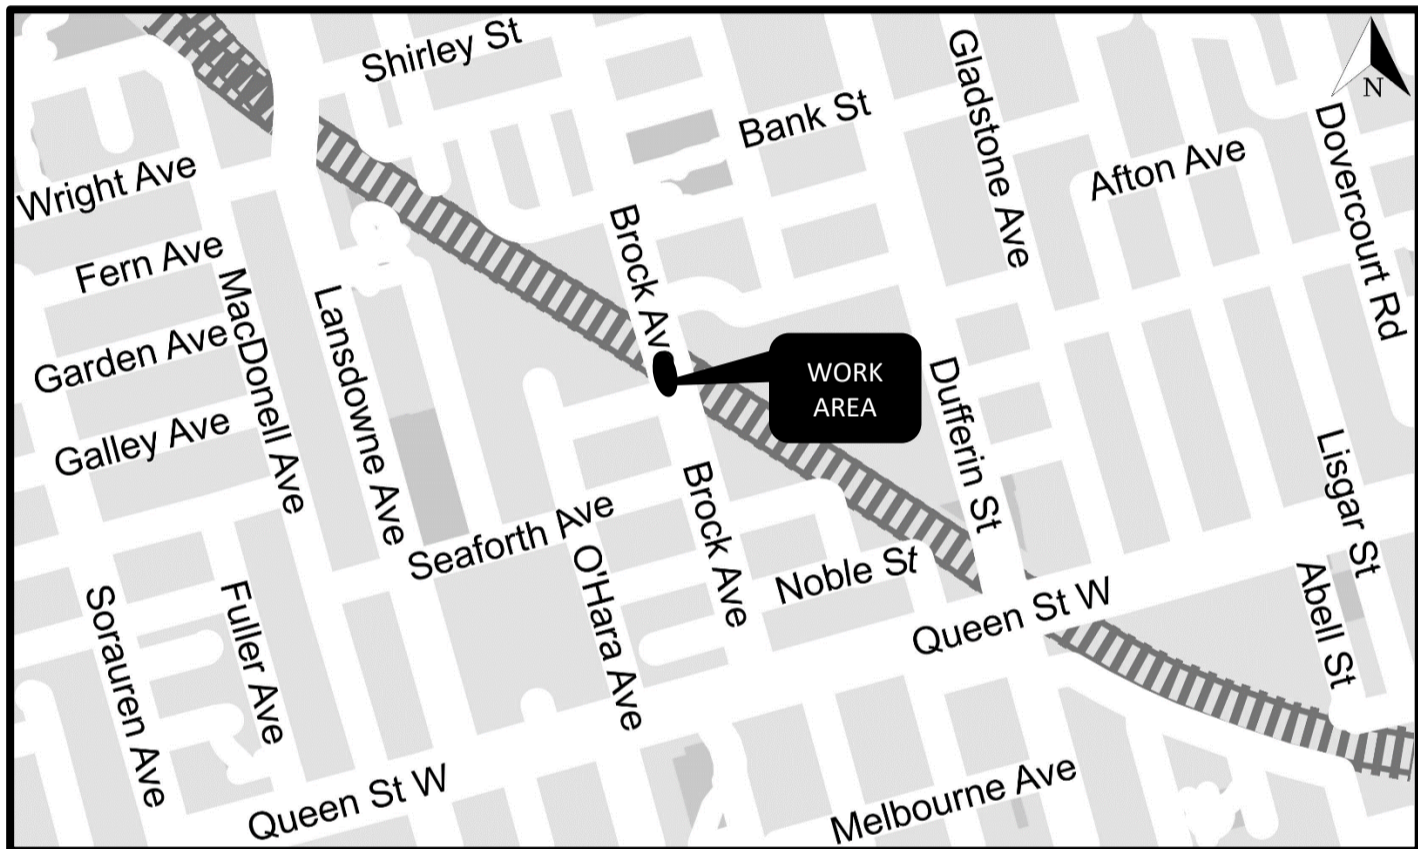 Shirley St
Gladstone Ave
N
Bank St
Dovercourt Rd
Wright Ave
Afton Ave
Fern Ave
Brock Av
MacDonell Ave
Lansdowne Ave
Garden Ave
WORK
AREA
Dufferin St
Galley Ave
Lisgar St
Brock Ave
Seaforth Ave
O'Hara Ave
Noble St
Abell St
Queen St W
Sorauren Ave
Fuller Ave
Queen St W
Melbourne Ave